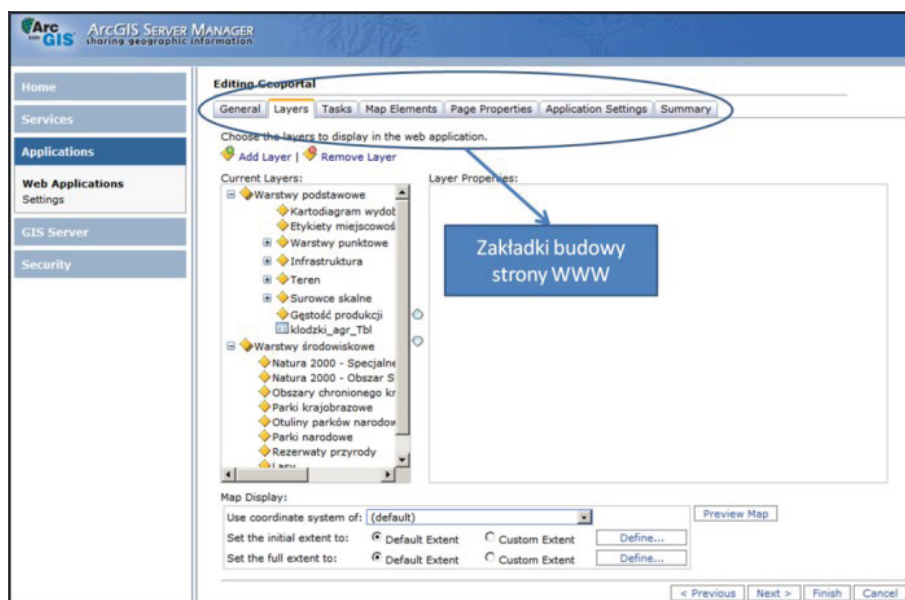 Arc GIS ArcGIS Server Manager
sharing geographic information
Home
Services
Applications
Web Applications
Settings
GIS Server
Security
Editing Geoportal
General Layers Tasks Map Elements Page Properties Application Settings Summary
Choose the layers to display in the web application.
Add Layer | Remove Layer
Current Layers:
Warstwy podstawowe
Kartodiagram wydob
Etykiety miejscowoś
Warstwy punktowe
Infrastruktura
Teren
Surowce skalne
Gęstość produkcji
klodzki_agr_Tbl
Warstwy środowiskowe
Natura 2000 - Specjalne
Natura 2000 - Obszar S
Obszary chronionego kr
Parki krajobrazowe
Otuliny parków narodow
Parki narodowe
Rezerwaty przyrody
Lasy
Layer Properties:
Zakładki budowy
strony WWW
Map Display:
Use coordinate system of: (default)
Preview Map
Set the initial extent to: Default Extent Custom Extent Define...
Set the full extent to: Default Extent Custom Extent Define...
< Previous Next > Finish Cancel